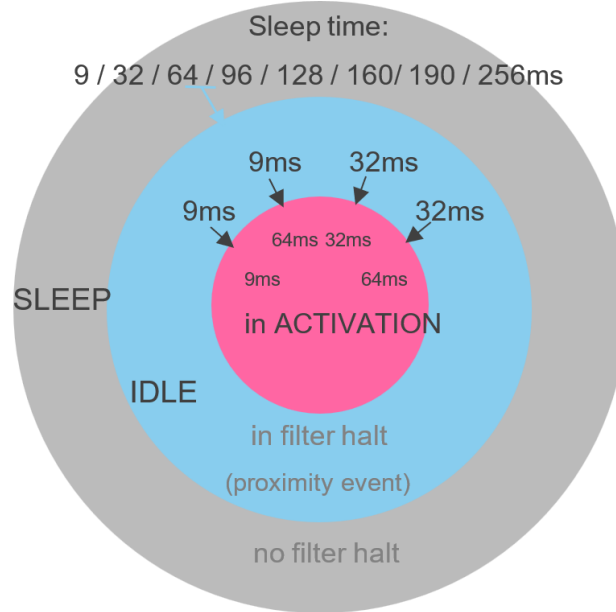 Sleep time:
9 / 32 / 64 / 96 / 128 / 160/ 190 / 256ms
9ms 32ms
9ms 32ms
64ms 32ms
9ms 64ms
SLEEP
in ACTIVATION
IDLE
in filter halt
(proximity event)
no filter halt